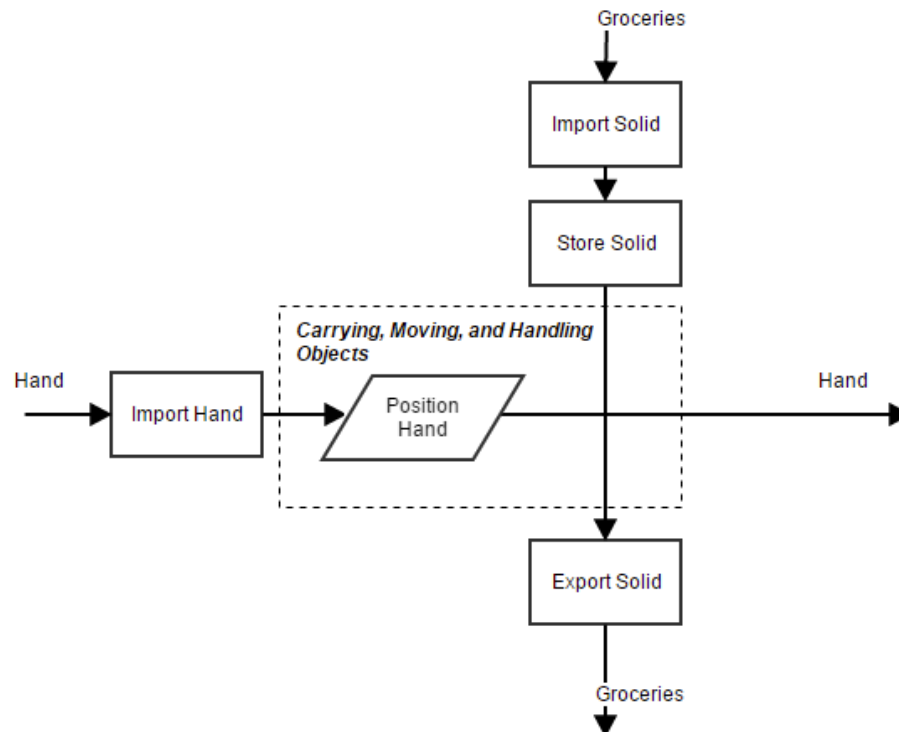 Groceries
Import Solid
Store Solid
Carrying, Moving, and Handling
Objects
Hand
Import Hand
Position
Hand
Hand
Export Solid
Groceries